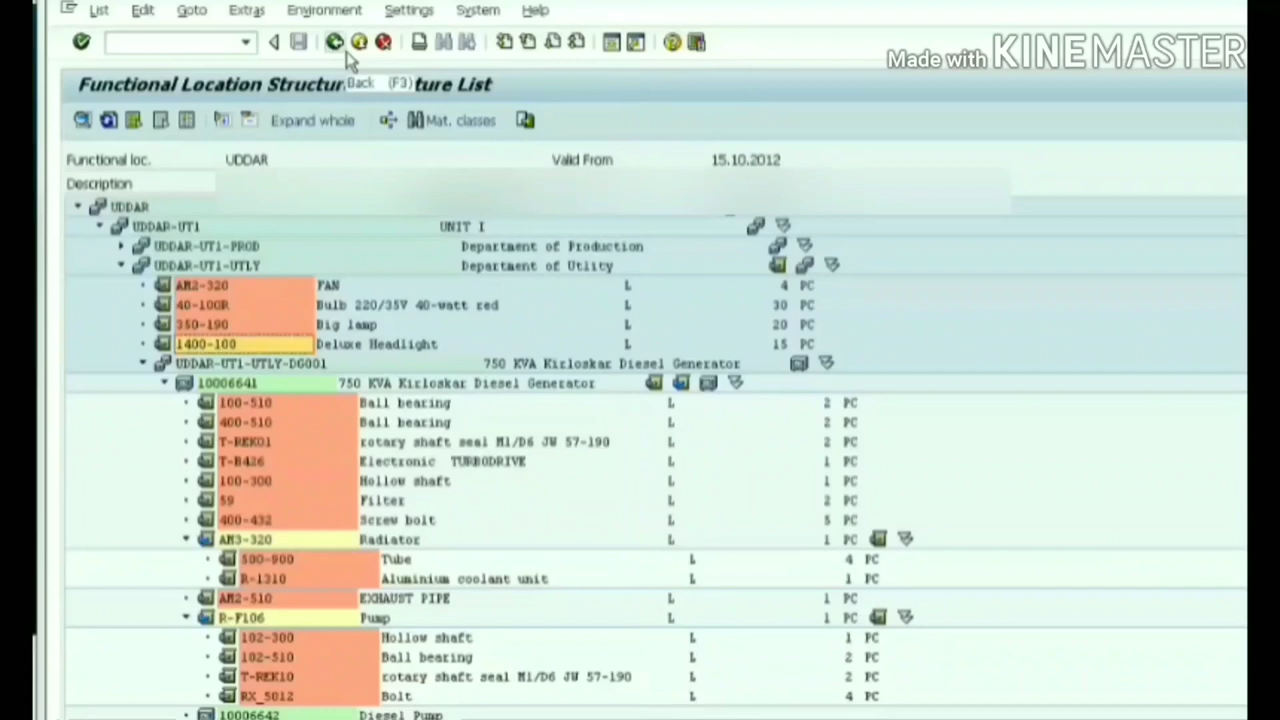 List Edit Goto Extras Environment Settings System Help
Made with KINEMASTER
Functional Location Structur Back (F3) ture List
Expand whole Mat. classes
Functional loc. UDDAR Valid From 15.10.2012
Description
UDDAR
UDDAR-UT1 UNIT I
UDDAR-UT1-PROD Department of Production
UDDAR-UT1-UTLY Department of Utlity
AM2-320 FAN L 4 PC
40-100R Bulb 220/35V 40-watt red L 30 PC
350-190 Big lamp L 20 PC
1400-100 Deluxe Headlight L 15 PC
UDDAR-UT1-UTLY-DG001 750 KVA Kirloskar Diesel Generator
10006641 750 KVA Kirloskar Diesel Generator
100-510 Ball bearing L 2 PC
400-510 Ball bearing L 2 PC
T-REK01 rotary shaft seal M1/D6 JW 57-190 L 2 PC
T-B426 Electronic TURBODRIVE L 1 PC
100-300 Hollow shaft L 1 PC
59 Filter L 2 PC
400-432 Screw bolt L 5 PC
AM3-320 Radiator L 1 PC
500-900 Tube L 4 PC
R-1310 Aluminium coolant unit L 1 PC
AM2-510 EXHAUST PIPE L 1 PC
R-F106 Pump L 1 PC
102-300 Hollow shaft L 1 PC
102-510 Ball bearing L 2 PC
T-REK10 rotary shaft seal M1/D6 JW 57-190 L 2 PC
RX_5012 Bolt L 4 PC
10006642 Diesel Pump